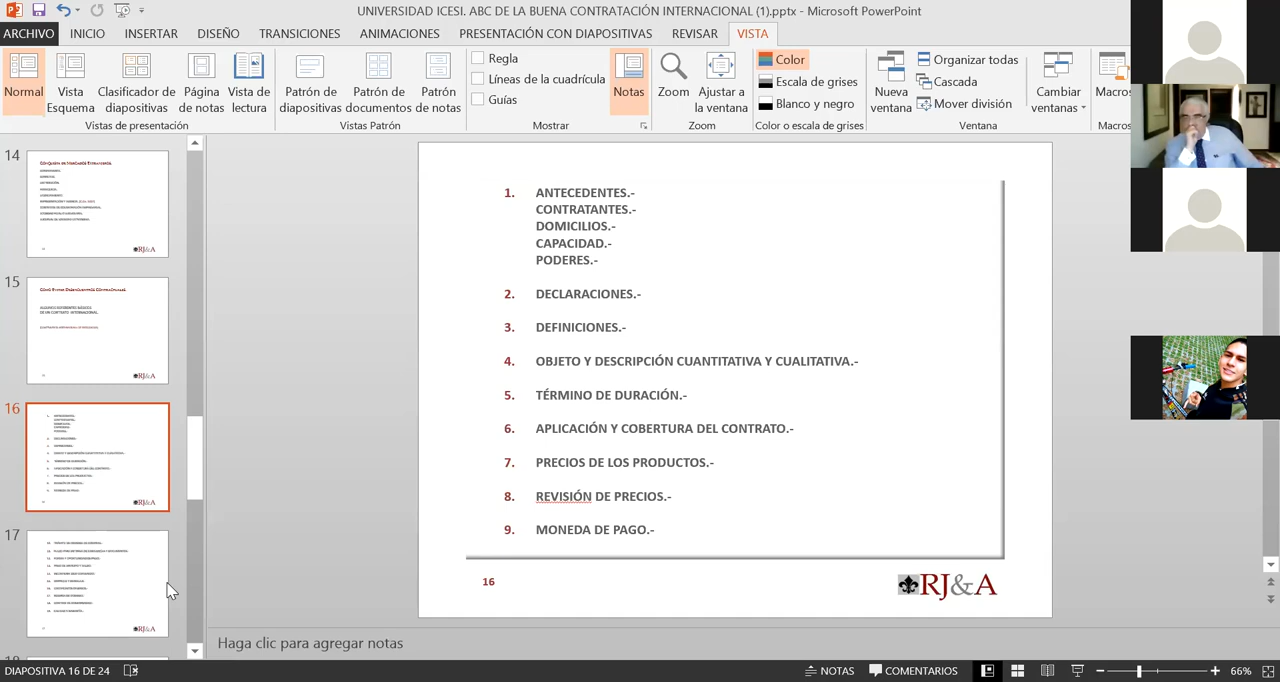 UNIVERSIDAD ICESI. ABC DE LA BUENA CONTRATACIÓN INTERNACIONAL (1).pptx - Microsoft PowerPoint
ARCHIVO INICIO INSERTAR DISEÑO TRANSICIONES ANIMACIONES PRESENTACIÓN CON DIAPOSITIVAS REVISAR VISTA
Normal
Vista Esquema
Clasificador de diapositivas
Página de notas
Vista de lectura
Vistas de presentación
Patrón de diapositivas
Patrón de documentos
Patrón de notas
Vistas Patrón
Regla
Líneas de la cuadrícula
Guías
Mostrar
Notas
Zoom
Ajustar a la ventana
Zoom
Color
Escala de grises
Blanco y negro
Color o escala de grises
Nueva ventana
Organizar todas
Cascada
Mover división
Cambiar ventanas
Ventana
Macros
Macros
14
RJ&A
15
RJ&A
16
RJ&A
17
RJ&A
1. ANTECEDENTES.-
CONTRATANTES.-
DOMICILIOS.-
CAPACIDAD.-
PODERES.-
2. DECLARACIONES.-
3. DEFINICIONES.-
4. OBJETO Y DESCRIPCIÓN CUANTITATIVA Y CUALITATIVA.-
5. TÉRMINO DE DURACIÓN.-
6. APLICACIÓN Y COBERTURA DEL CONTRATO.-
7. PRECIOS DE LOS PRODUCTOS.-
8. REVISIÓN DE PRECIOS.-
9. MONEDA DE PAGO.-
16
RJ&A
Haga clic para agregar notas
DIAPOSITIVA 16 DE 24 NOTAS COMENTARIOS 66%